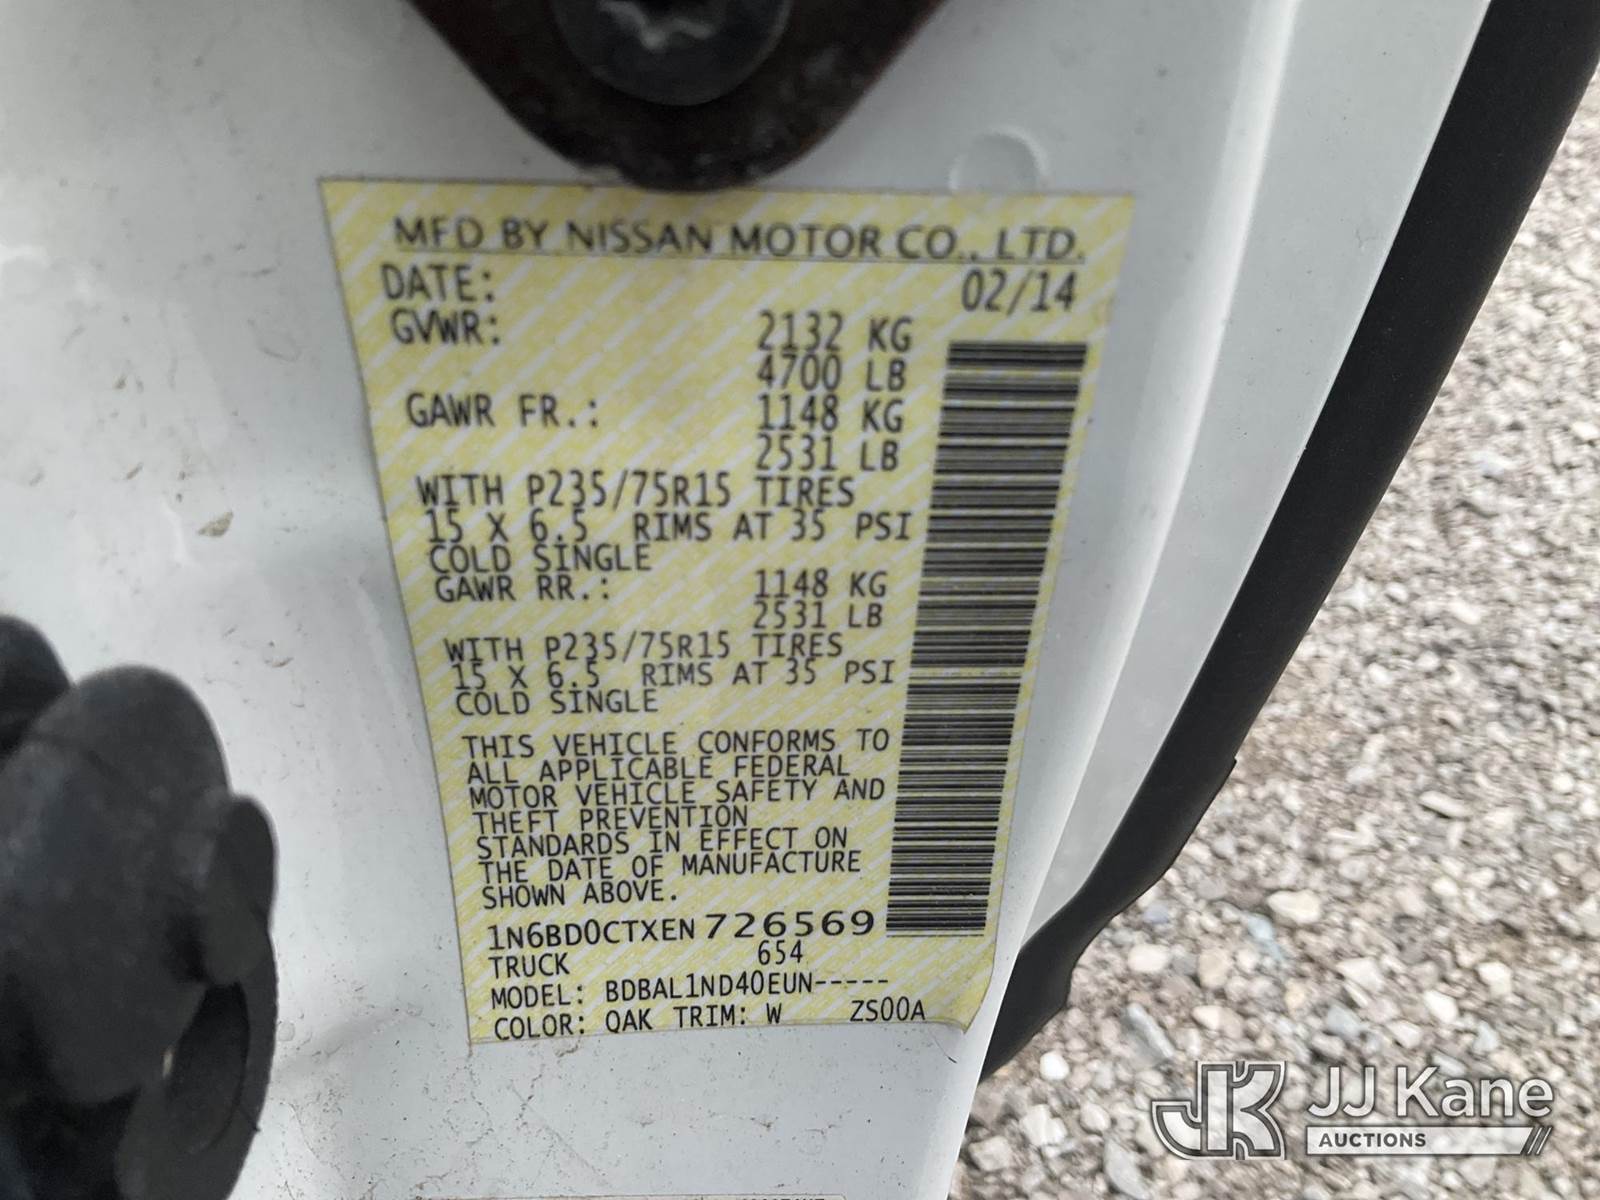 MFD BY NISSAN MOTOR CO., LTD.
DATE: 02/14
GVWR: 2132 KG
4700 LB
GAWR FR.: 1148 KG
2531 LB
WITH P235/75R15 TIRES
15 X 6.5 RIMS AT 35 PSI
COLD SINGLE
GAWR RR.: 1148 KG
2531 LB
WITH P235/75R15 TIRES
15 X 6.5 RIMS AT 35 PSI
COLD SINGLE
THIS VEHICLE CONFORMS TO
ALL APPLICABLE FEDERAL
MOTOR VEHICLE SAFETY AND
THEFT PREVENTION
STANDARDS IN EFFECT ON
THE DATE OF MANUFACTURE
SHOWN ABOVE.
1N6BD0CTXEN726569
TRUCK 654
MODEL: BDBAL1ND40EUN-----
COLOR: QAK TRIM: W ZS00A
JK JJ Kane
AUCTIONS